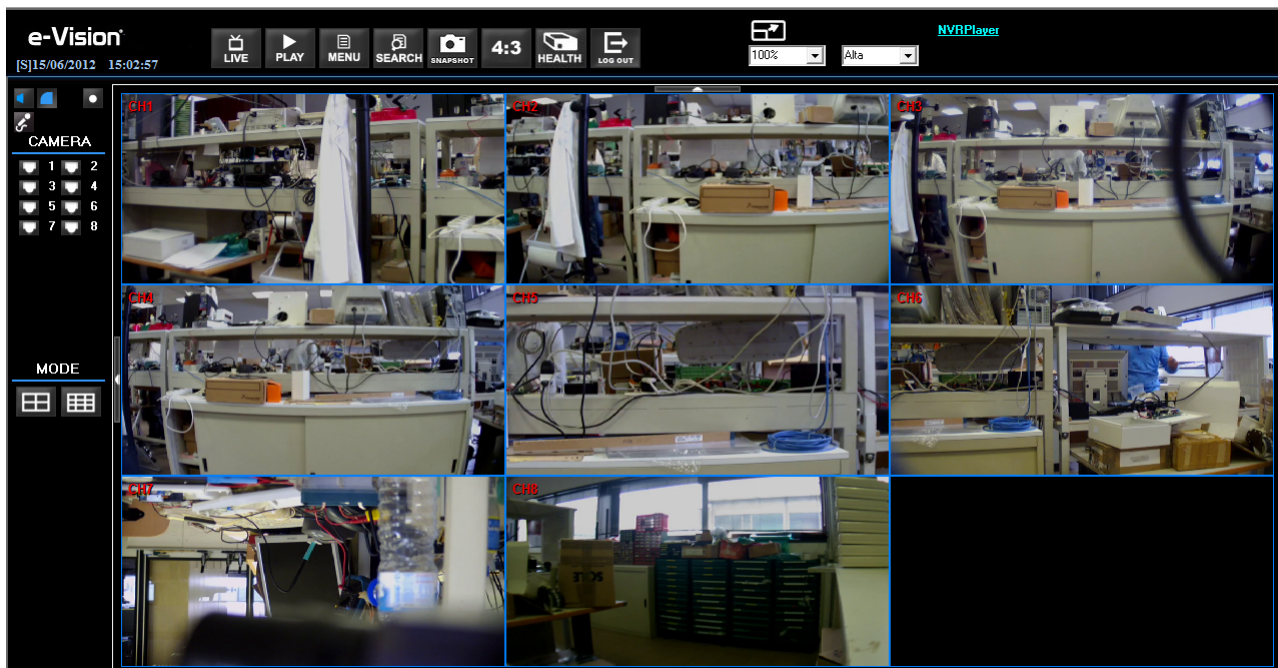 e-Vision
[S]15/06/2012 15:02:57
LIVE
PLAY
MENU
SEARCH
SNAPSHOT
4:3
HEALTH
LOG OUT
100%
Alta
NVRPlayer
CAMERA
1 2
3 4
5 6
7 8
MODE
CH1
CH2
CH3
CH4
CH5
CH6
CH7
CH8